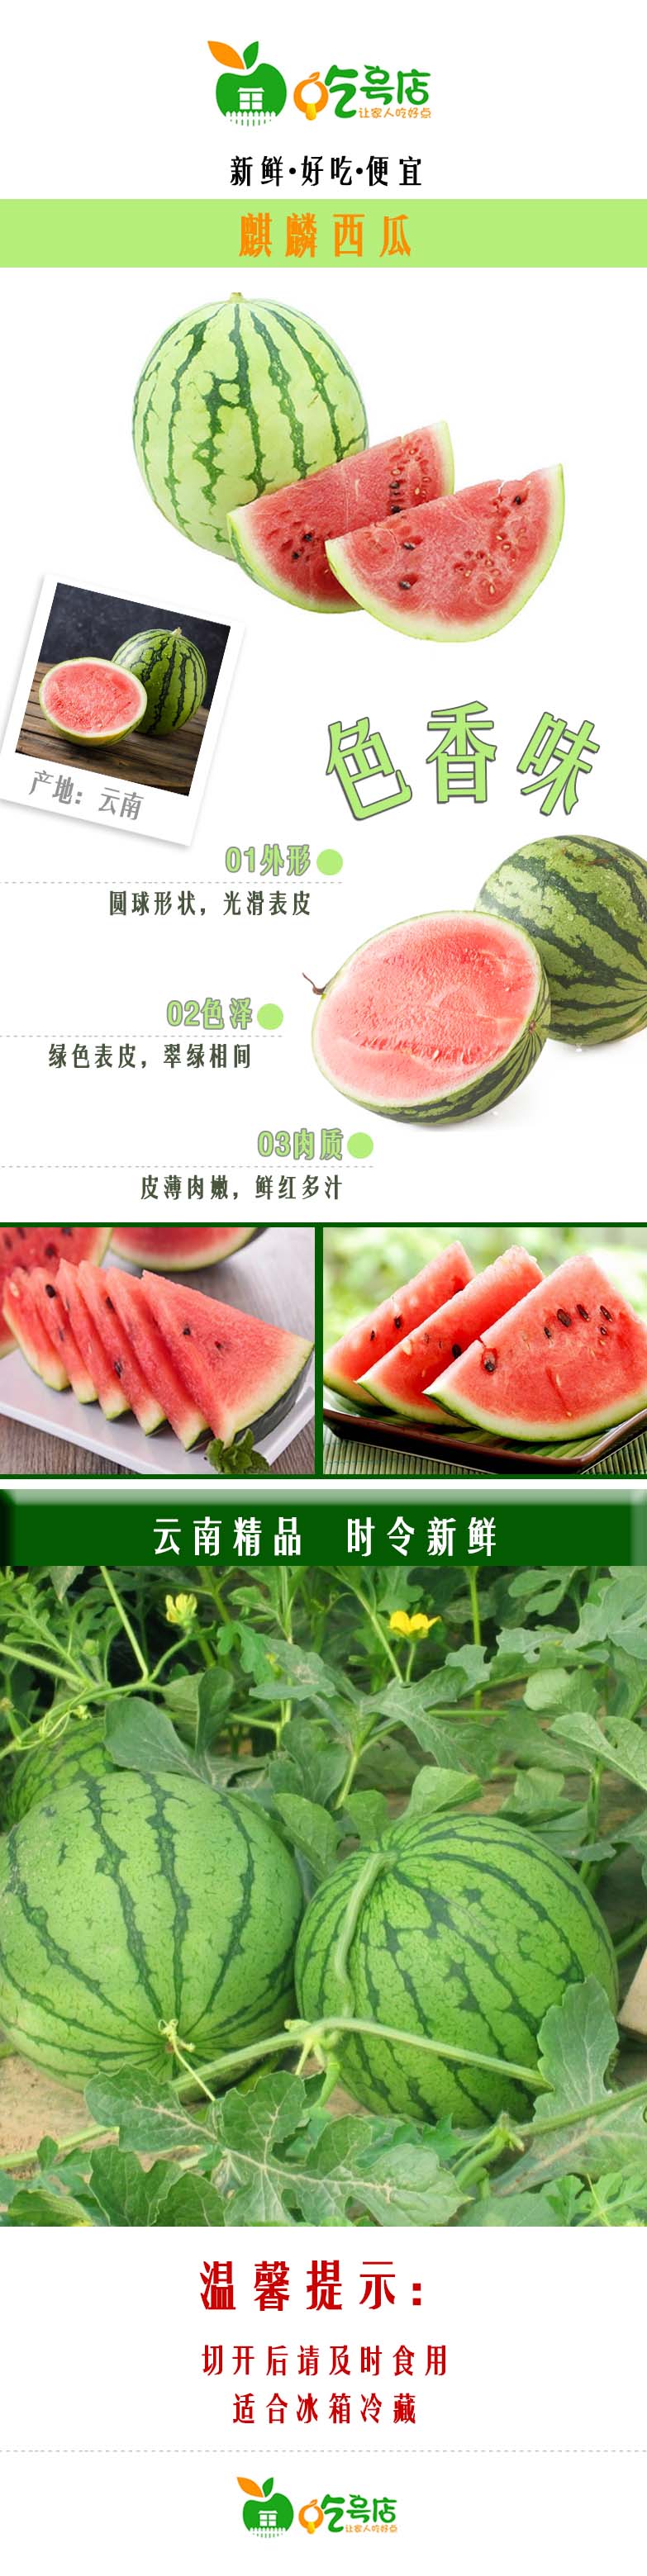 吃号店
让家人吃好点
新鲜·好吃·便宜
麒麟西瓜
产地：云南
色香味
01外形
圆球形状，光滑表皮
02色泽
绿色表皮，翠绿相间
03肉质
皮薄肉嫩，鲜红多汁
云南精品 时令新鲜
温馨提示：
切开后请及时食用
适合冰箱冷藏
吃号店
让家人吃好点